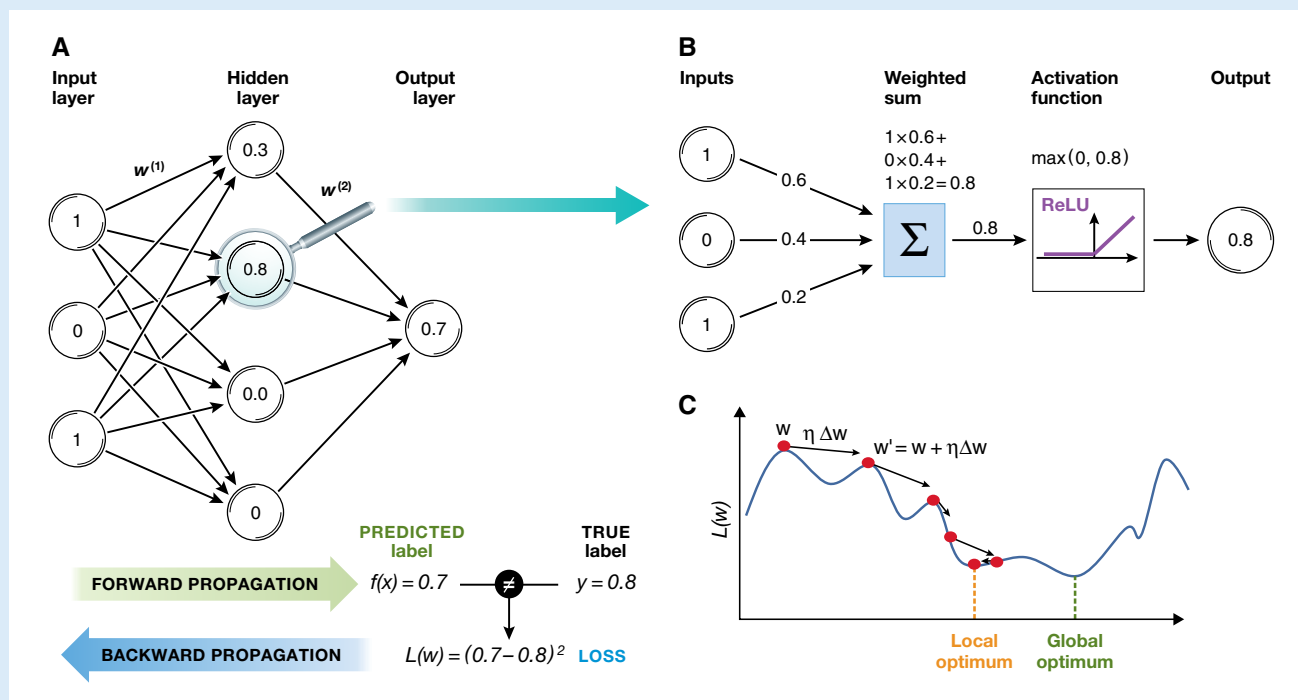 A
Input
layer
Hidden
layer
Output
layer
w(1)
w(2)
1
0
1
0.3
0.8
0.0
0
0.7
PREDICTED
label
TRUE
label
FORWARD PROPAGATION
f(x) = 0.7
≠
y = 0.8
BACKWARD PROPAGATION
L(w) = (0.7 – 0.8)²
LOSS
B
Inputs
Weighted
sum
Activation
function
Output
1
0
1
0.6
0.4
0.2
1×0.6+
0×0.4+
1×0.2=0.8
Σ
0.8
max(0, 0.8)
ReLU
0.8
C
L(w)
w
η Δw
w' = w + ηΔw
Local
optimum
Global
optimum